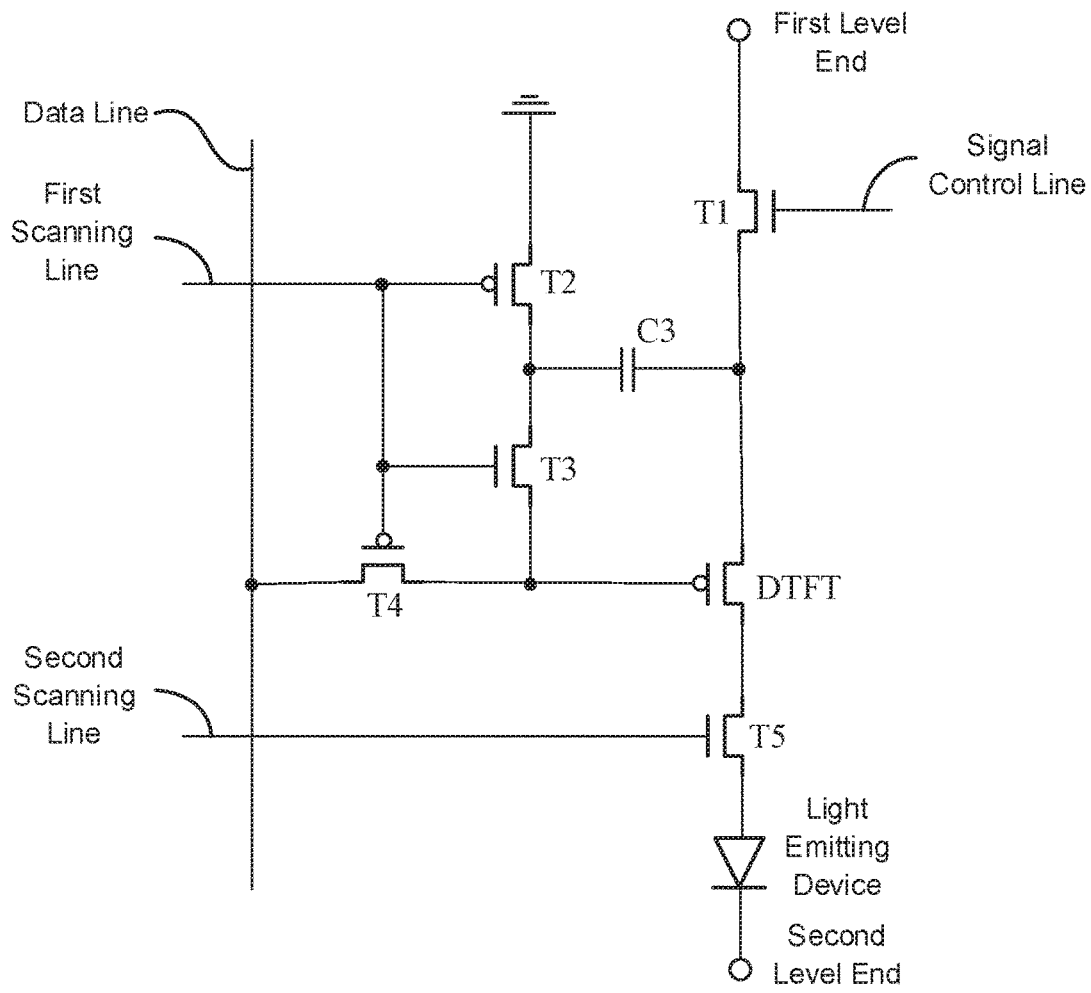 First Level
End
Data Line
Signal
Control Line
First
Scanning
Line
T1
T2
C3
T3
T4
DTFT
Second
Scanning
Line
T5
Light
Emitting
Device
Second
Level End